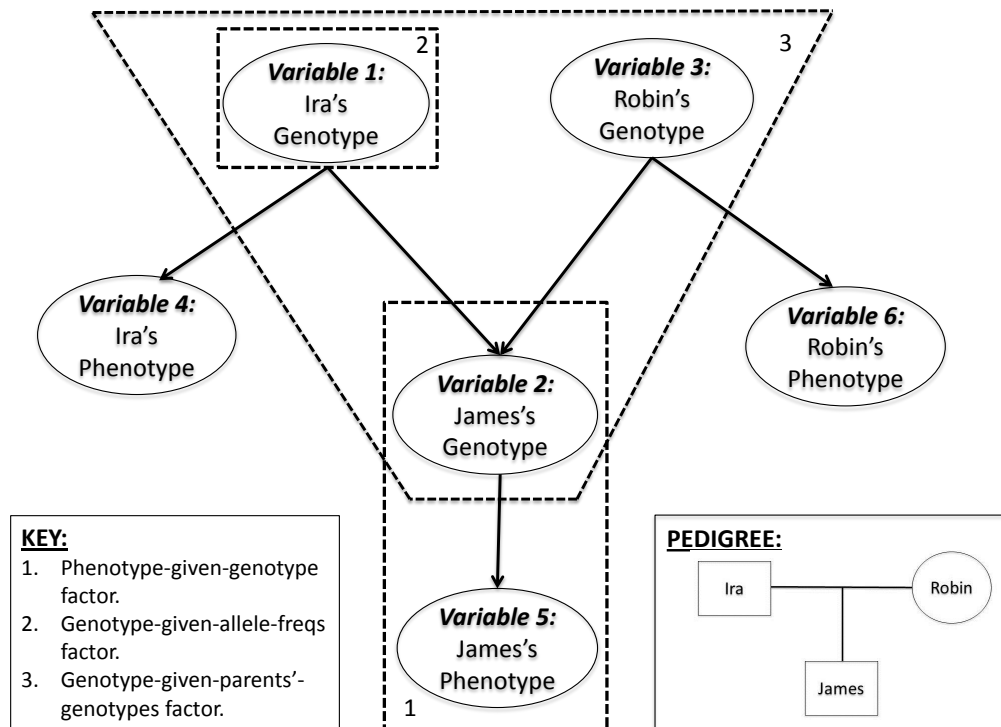 2
3
Variable 1:
Ira's
Genotype
Variable 3:
Robin's
Genotype
Variable 4:
Ira's
Phenotype
Variable 6:
Robin's
Phenotype
Variable 2:
James's
Genotype
KEY:
1. Phenotype-given-genotype
factor.
2. Genotype-given-allele-freqs
factor.
3. Genotype-given-parents'-
genotypes factor.
Variable 5:
James's
Phenotype
1
PEDIGREE:
Ira
Robin
James